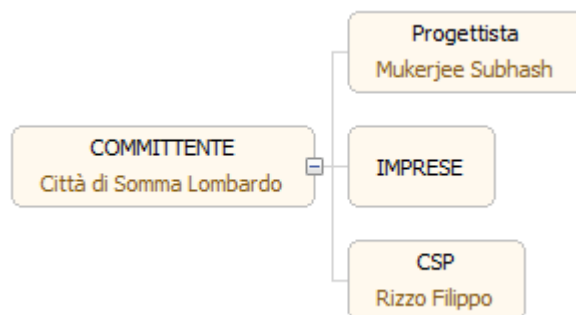 Progettista
Mukerjee Subhash
COMMITTENTE
Città di Somma Lombardo
IMPRESE
CSP
Rizzo Filippo